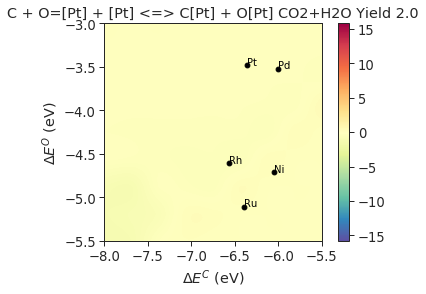 C + O=[Pt] + [Pt] <=> C[Pt] + O[Pt] CO2+H2O Yield 2.0
−3.0
−3.5
−4.0
−4.5
−5.0
−5.5
ΔE^O (eV)
Pt
Pd
Rh
Ni
Ru
−8.0 −7.5 −7.0 −6.5 −6.0 −5.5
ΔE^C (eV)
15
10
5
0
−5
−10
−15